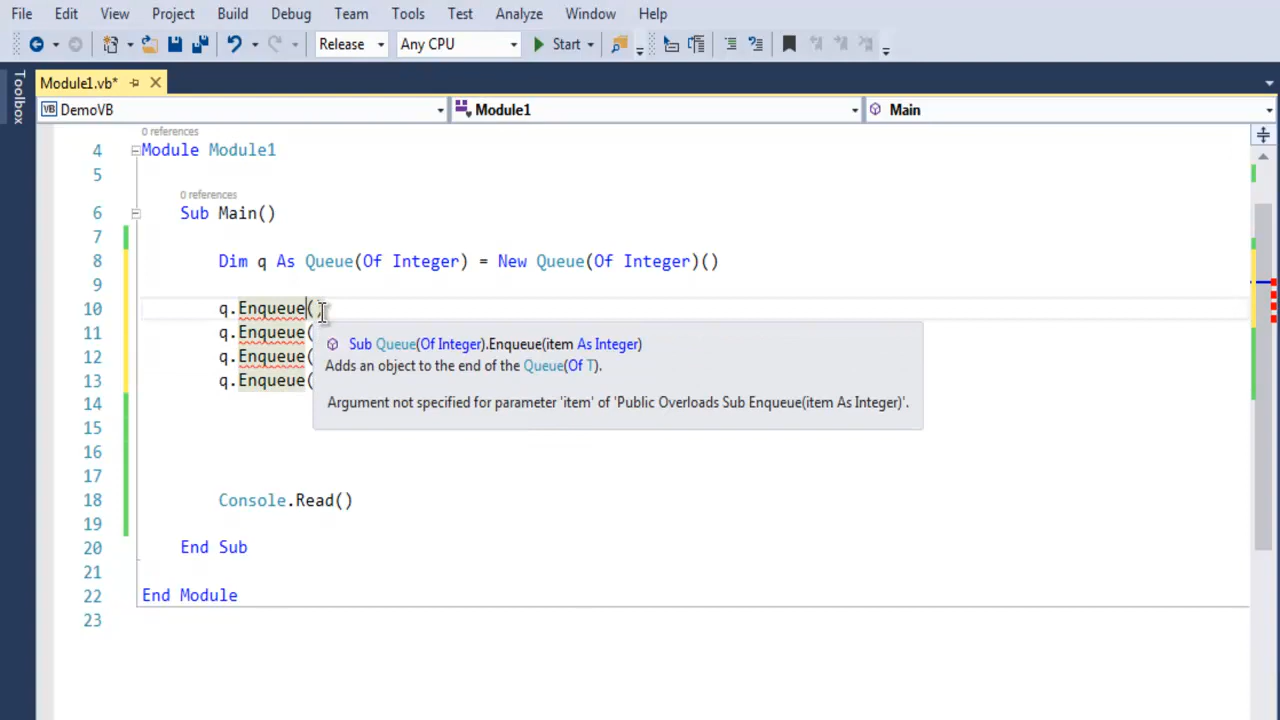 File Edit View Project Build Debug Team Tools Test Analyze Window Help
Release Any CPU Start
Toolbox
Module1.vb*
VB DemoVB Module1 Main
0 references
4 Module Module1
5
0 references
6 Sub Main()
7
8 Dim q As Queue(Of Integer) = New Queue(Of Integer)()
9
10 q.Enqueue()
11 q.Enqueue(
12 q.Enqueue(
13 q.Enqueue(
Sub Queue(Of Integer).Enqueue(item As Integer)
Adds an object to the end of the Queue(Of T).
Argument not specified for parameter 'item' of 'Public Overloads Sub Enqueue(item As Integer)'.
14
15
16
17
18 Console.Read()
19
20 End Sub
21
22 End Module
23